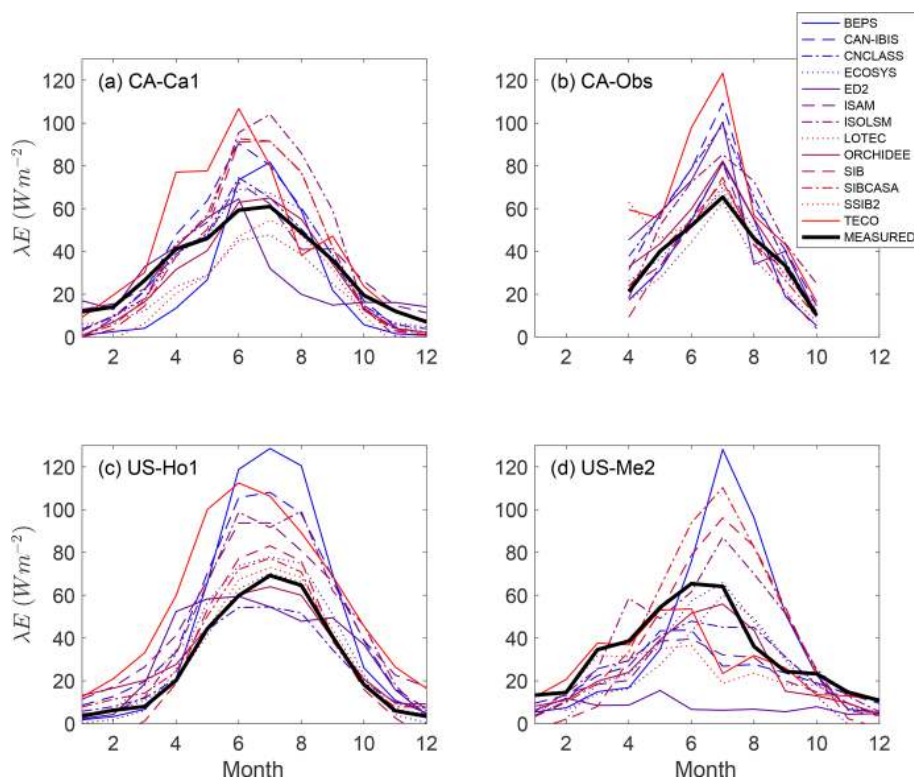 BEPS
CAN-IBIS
CNCLASS
ECOSYS
ED2
ISAM
ISOLSM
LOTEC
ORCHIDEE
SIB
SIBCASA
SSIB2
TECO
MEASURED
(a) CA-Ca1
(b) CA-Obs
λE (Wm⁻²)
120
100
80
60
40
20
0
2 4 6 8 10 12
120
100
80
60
40
20
0
2 4 6 8 10 12
(c) US-Ho1
(d) US-Me2
λE (Wm⁻²)
120
100
80
60
40
20
0
2 4 6 8 10 12
Month
120
100
80
60
40
20
0
2 4 6 8 10 12
Month